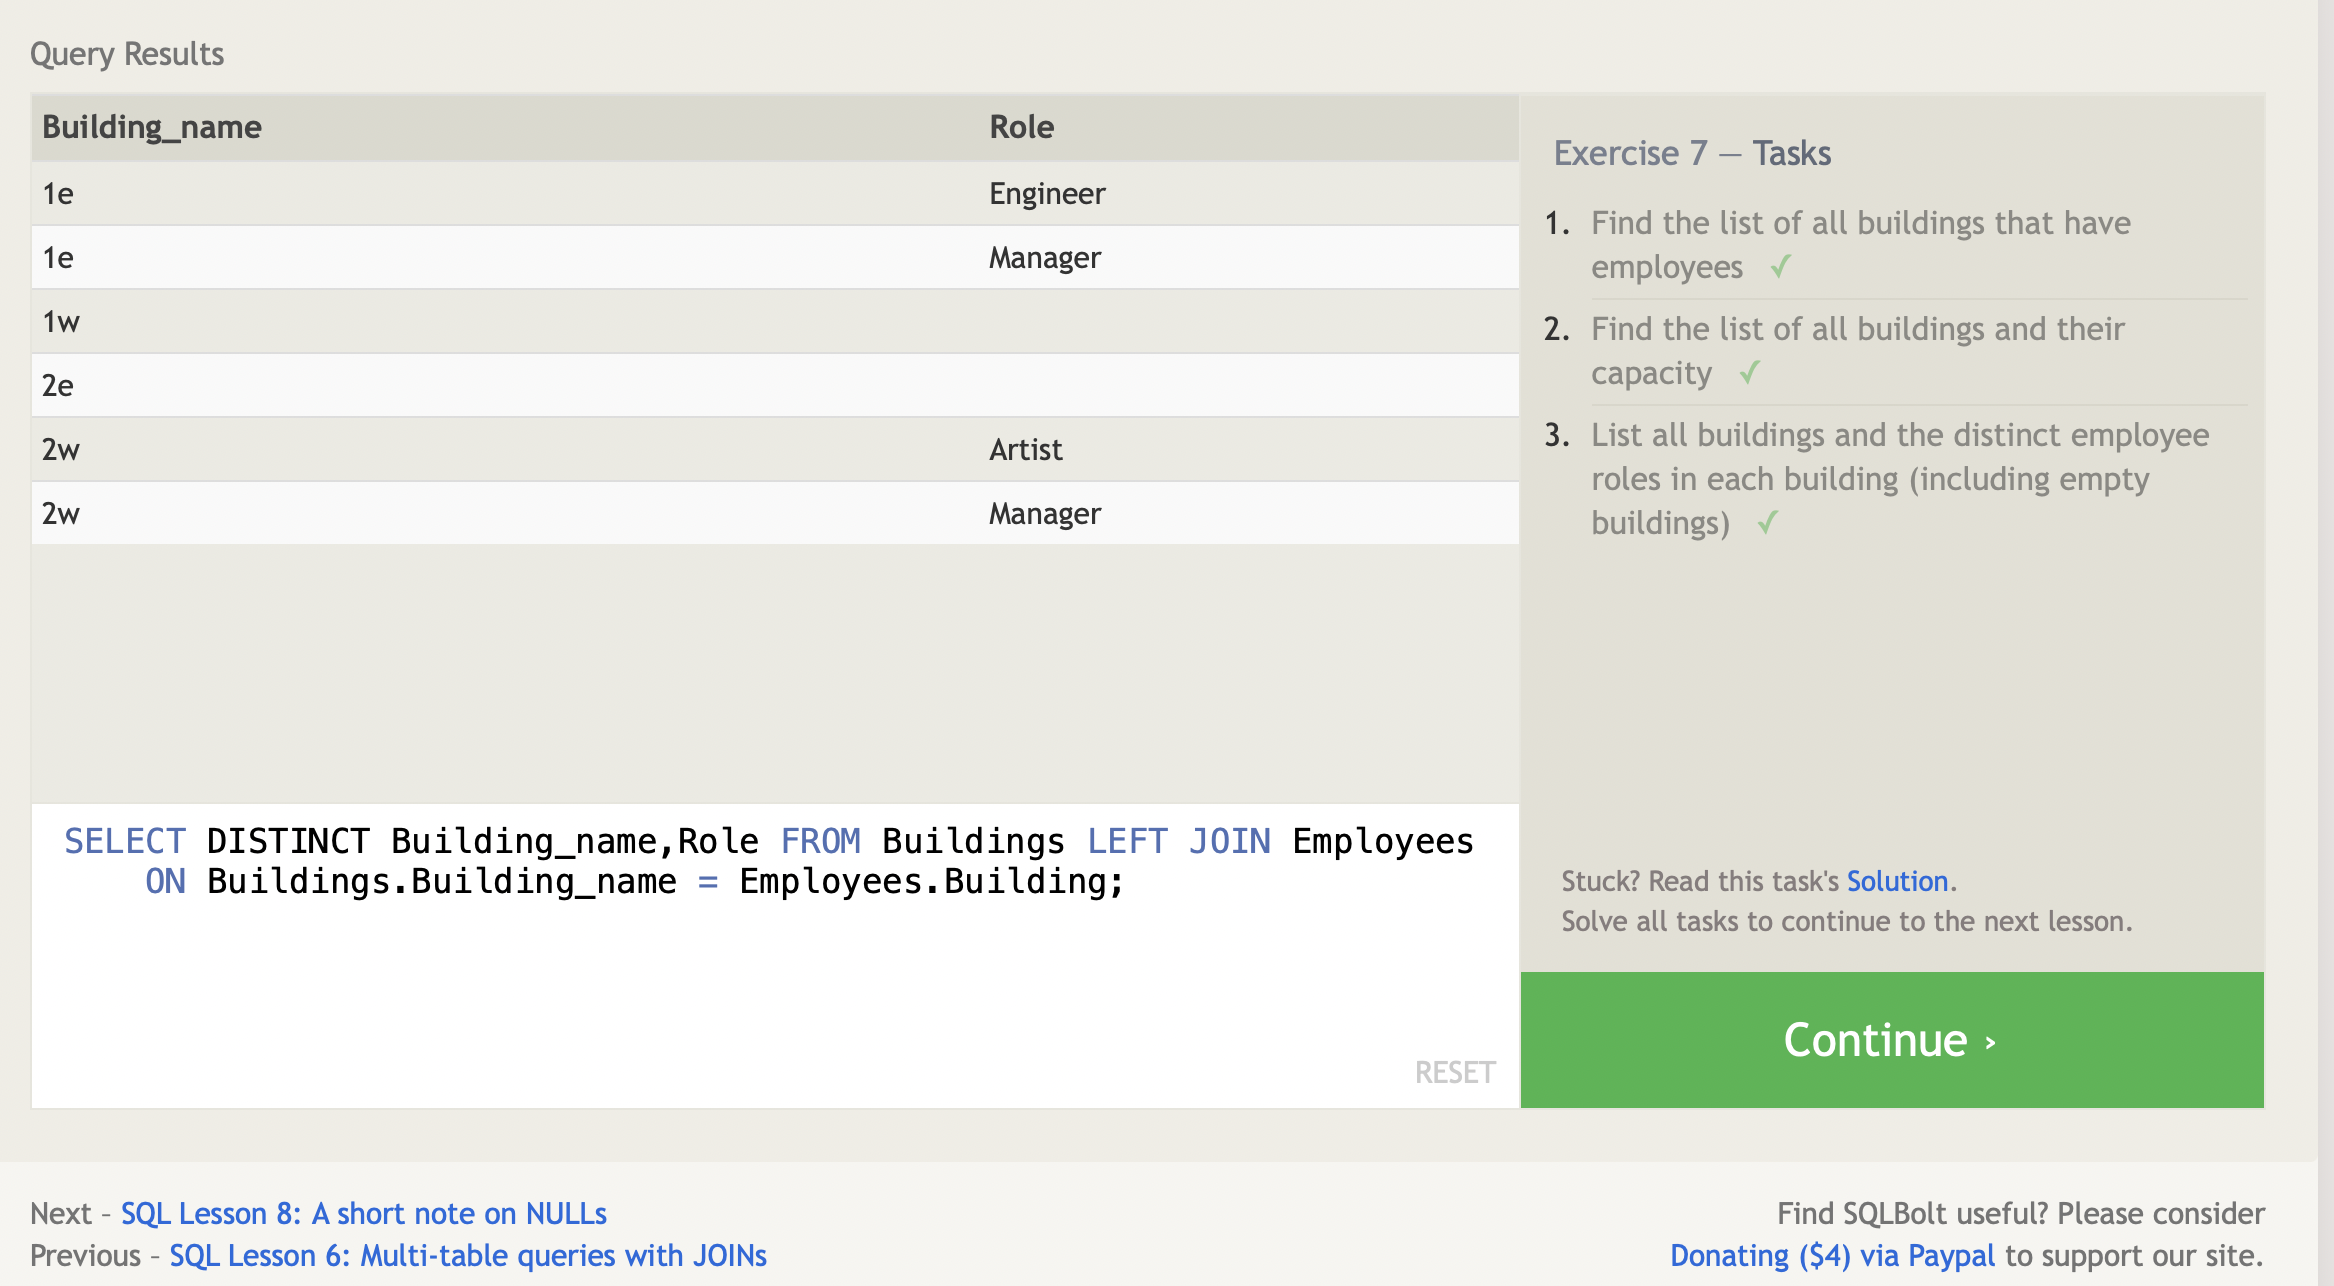 Query Results
Building_name Role
1e Engineer
1e Manager
1w
2e
2w Artist
2w Manager
SELECT DISTINCT Building_name,Role FROM Buildings LEFT JOIN Employees
ON Buildings.Building_name = Employees.Building;
RESET
Exercise 7 — Tasks
1. Find the list of all buildings that have
employees ✓
2. Find the list of all buildings and their
capacity ✓
3. List all buildings and the distinct employee
roles in each building (including empty
buildings) ✓
Stuck? Read this task's Solution.
Solve all tasks to continue to the next lesson.
Continue ›
Next – SQL Lesson 8: A short note on NULLs
Previous – SQL Lesson 6: Multi-table queries with JOINs
Find SQLBolt useful? Please consider
Donating ($4) via Paypal to support our site.